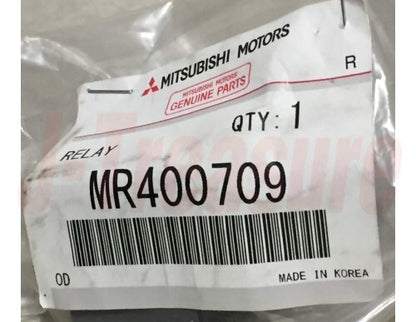 MITSUBISHI MOTORS
MITSUBISHI MOTORS
GENUINE PARTS
R
QTY: 1
RELAY
MR400709
OD
MADE IN KOREA